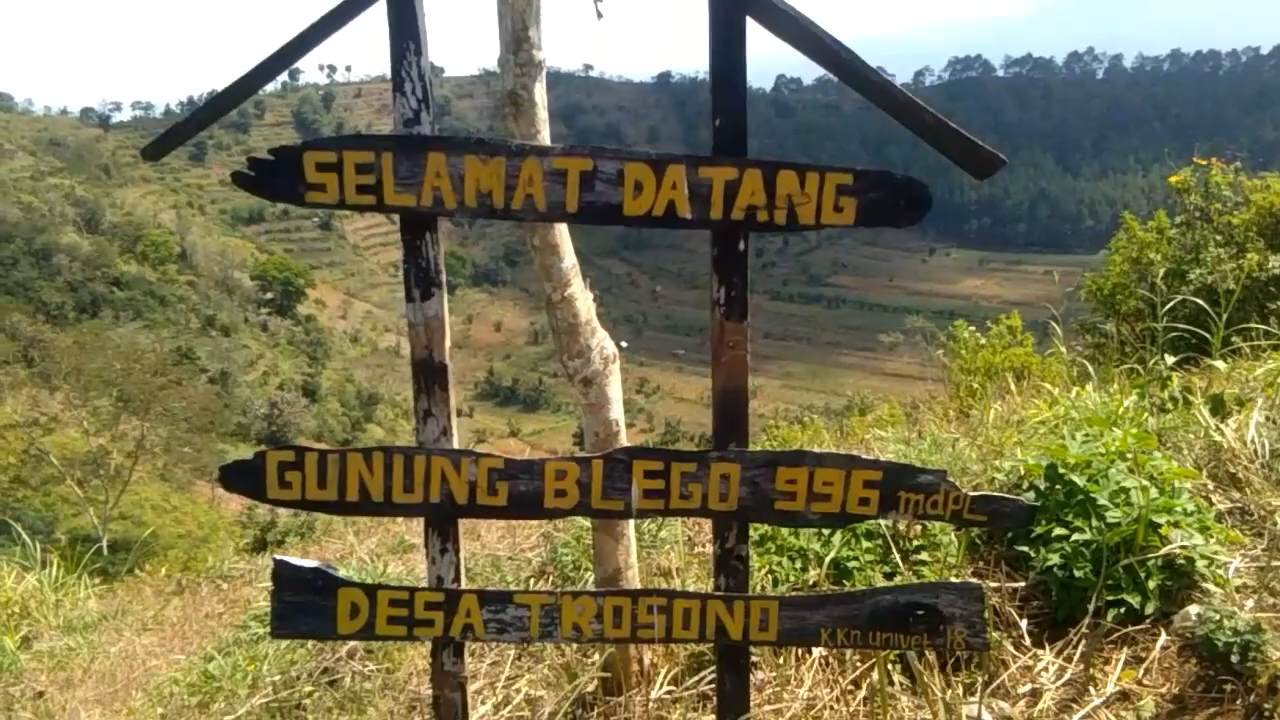 SELAMAT DATANG
GUNUNG BLEGO 996 mdPL
DESA TROSONO
KKn univet 18